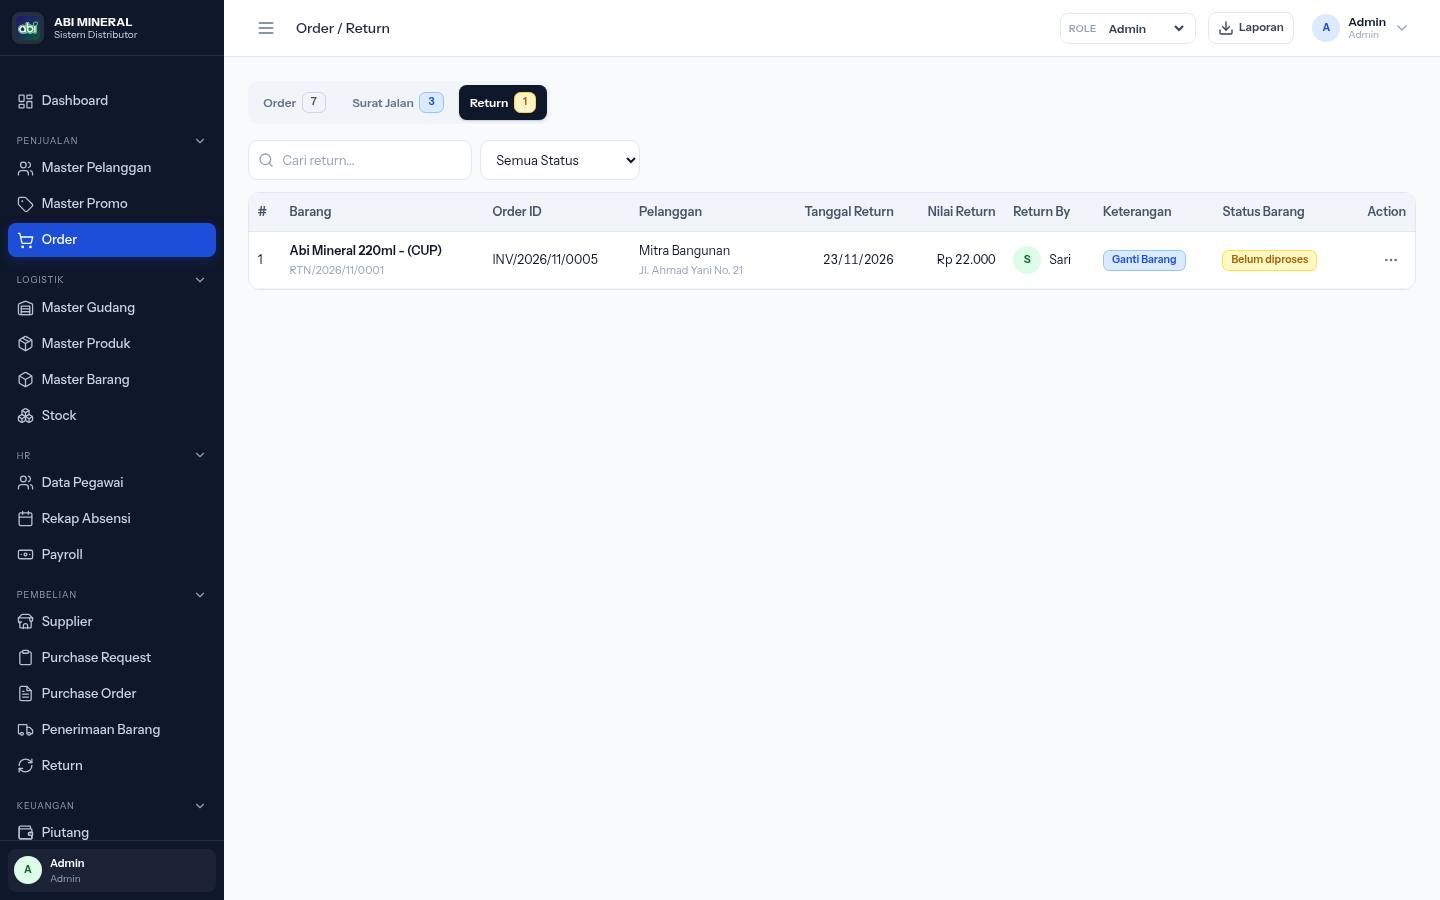 abi
ABI MINERAL
Sistem Distributor
Dashboard
PENJUALAN
Master Pelanggan
Master Promo
Order
LOGISTIK
Master Gudang
Master Produk
Master Barang
Stock
HR
Data Pegawai
Rekap Absensi
Payroll
PEMBELIAN
Supplier
Purchase Request
Purchase Order
Penerimaan Barang
Return
KEUANGAN
Piutang
A Admin
Admin
Order / Return
ROLE Admin
Laporan
A Admin
Admin
Order 7 Surat Jalan 3 Return 1
Cari return... Semua Status
# Barang Order ID Pelanggan Tanggal Return Nilai Return Return By Keterangan Status Barang Action
1 Abi Mineral 220ml - (CUP) INV/2026/11/0005 Mitra Bangunan 23/11/2026 Rp 22.000 S Sari Ganti Barang Belum diproses ...
RTN/2026/11/0001 Jl. Ahmad Yani No. 21